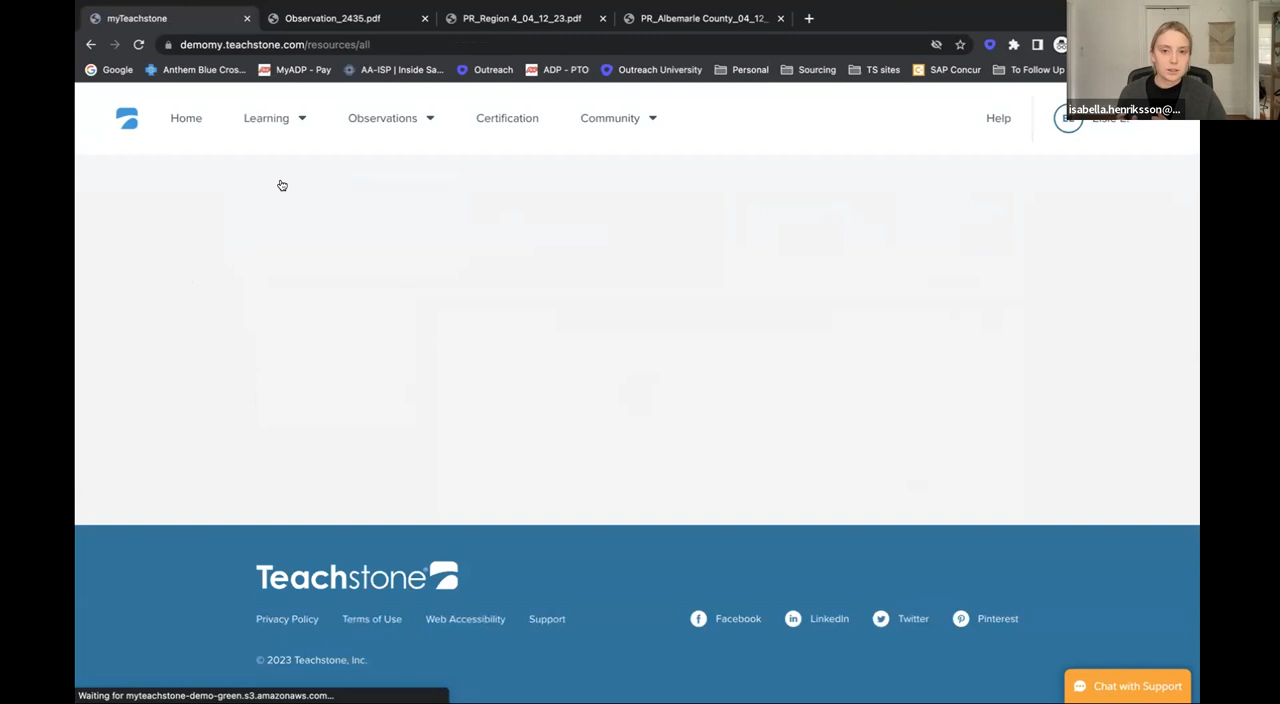 myTeachstone
Observation_2435.pdf
PR_Region 4_04_12_23.pdf
PR_Albemarle County_04_12_
demomy.teachstone.com/resources/all
Google
Anthem Blue Cros...
MyADP - Pay
AA-ISP | Inside Sa...
Outreach
ADP - PTO
Outreach University
Personal
Sourcing
TS sites
SAP Concur
To Follow Up
isabella.henriksson@...
Home
Learning
Observations
Certification
Community
Help
Teachstone
Privacy Policy
Terms of Use
Web Accessibility
Support
Facebook
LinkedIn
Twitter
Pinterest
© 2023 Teachstone, Inc.
Waiting for myteachstone-demo-green.s3.amazonaws.com...
Chat with Support